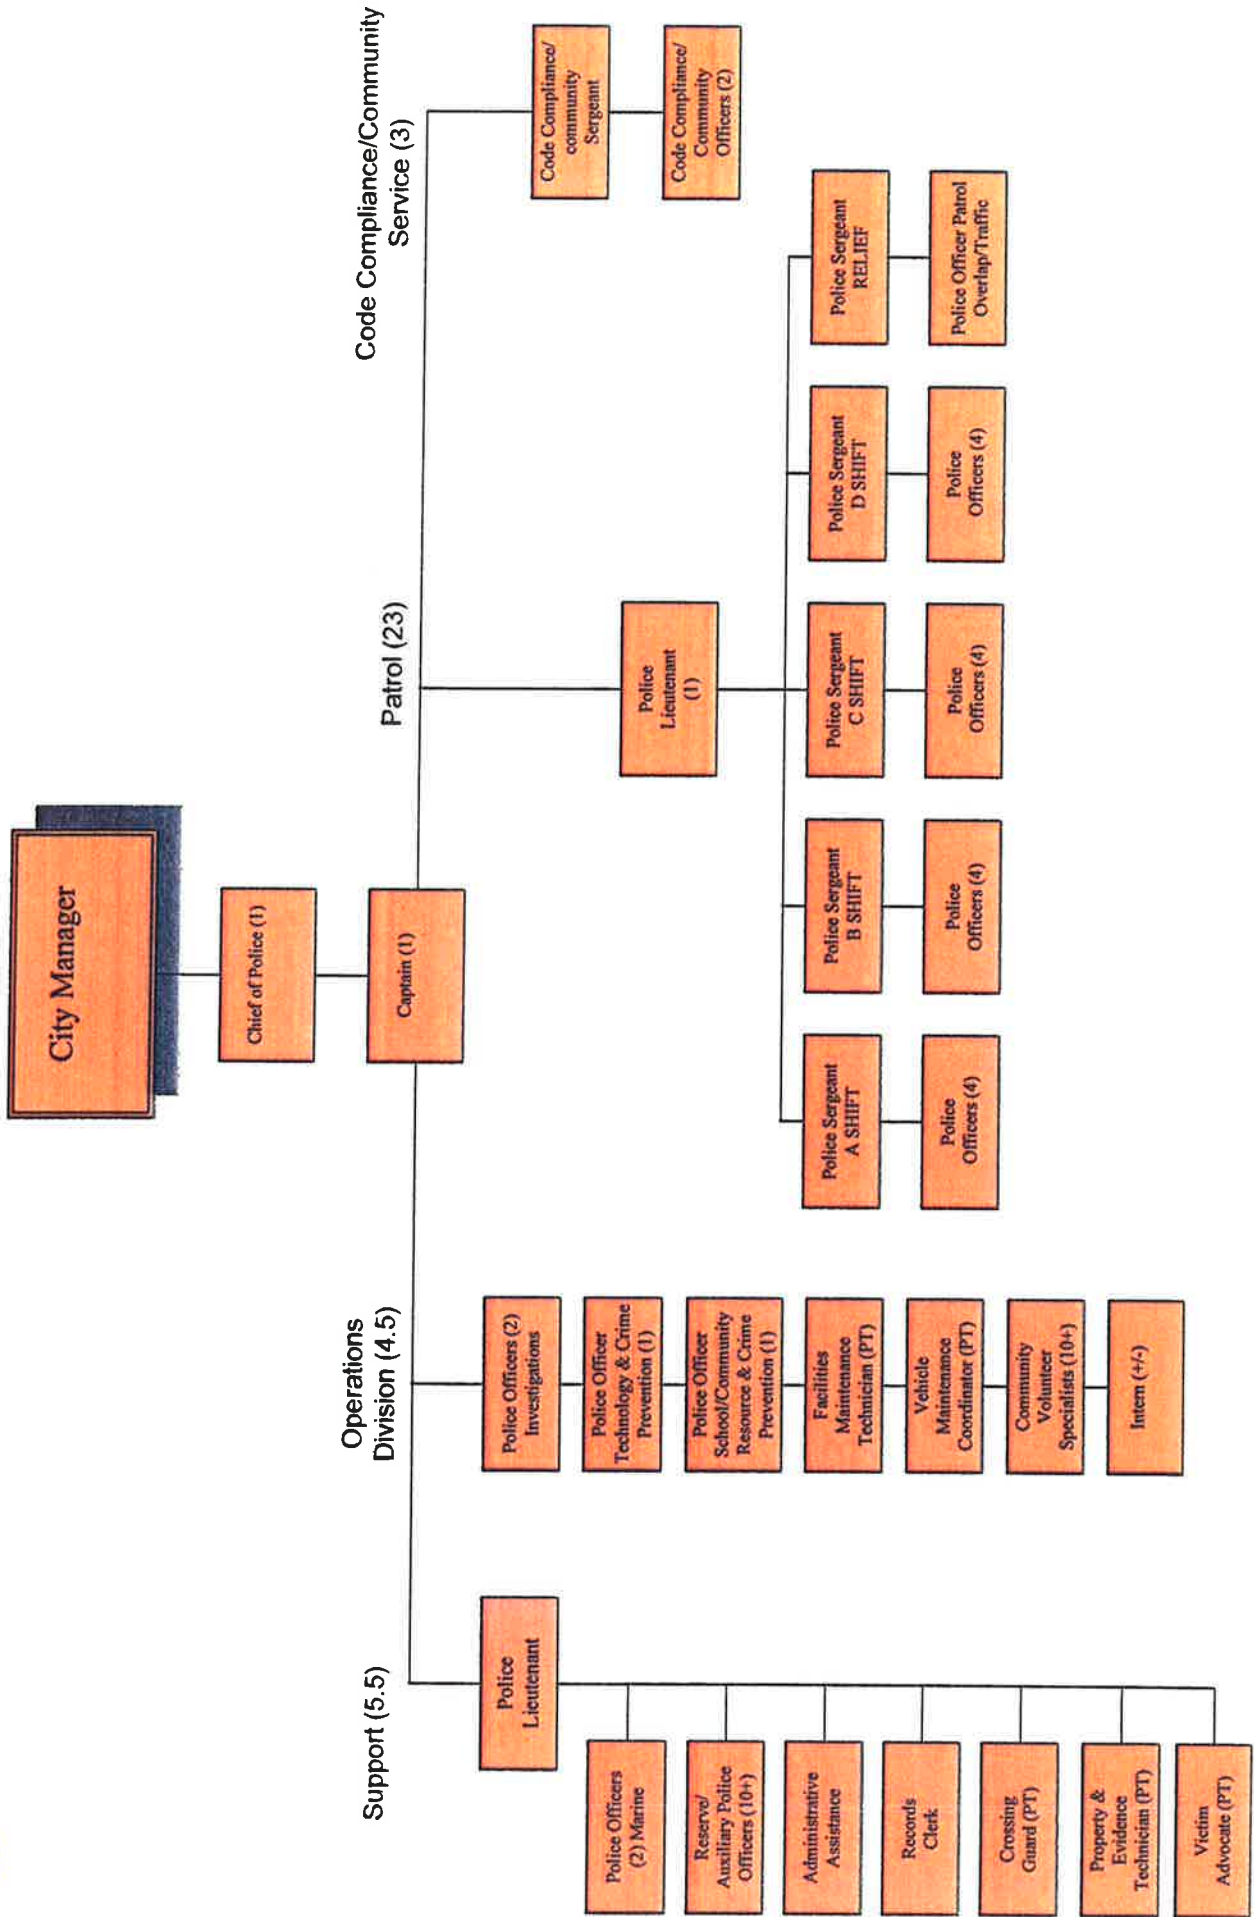 City Manager
Chief of Police (1)
Captain (1)
Support (5.5)
Operations
Division (4.5)
Patrol (23)
Code Compliance/Community
Service (3)
Police
Lieutenant
Police Officers
(2) Marine
Reserve/
Auxiliary Police
Officers (10+)
Administrative
Assistance
Records
Clerk
Crossing
Guard (PT)
Property &
Evidence
Technician (PT)
Victim
Advocate (PT)
Police Officers (2)
Investigations
Police Officer
Technology & Crime
Prevention (1)
Police Officer
School/Community
Resource & Crime
Prevention (1)
Facilities
Maintenance
Technician (PT)
Vehicle
Maintenance
Coordinator (PT)
Community
Volunteer
Specialists (10+)
Intern (+/-)
Police
Lieutenant
(1)
Police Sergeant
A SHIFT
Police
Officers (4)
Police Sergeant
B SHIFT
Police
Officers (4)
Police Sergeant
C SHIFT
Police
Officers (4)
Police Sergeant
D SHIFT
Police
Officers (4)
Police Sergeant
RELIEF
Police Officer Patrol
Overlap/Traffic
Code Compliance/
community
Sergeant
Code Compliance/
Community
Officers (2)